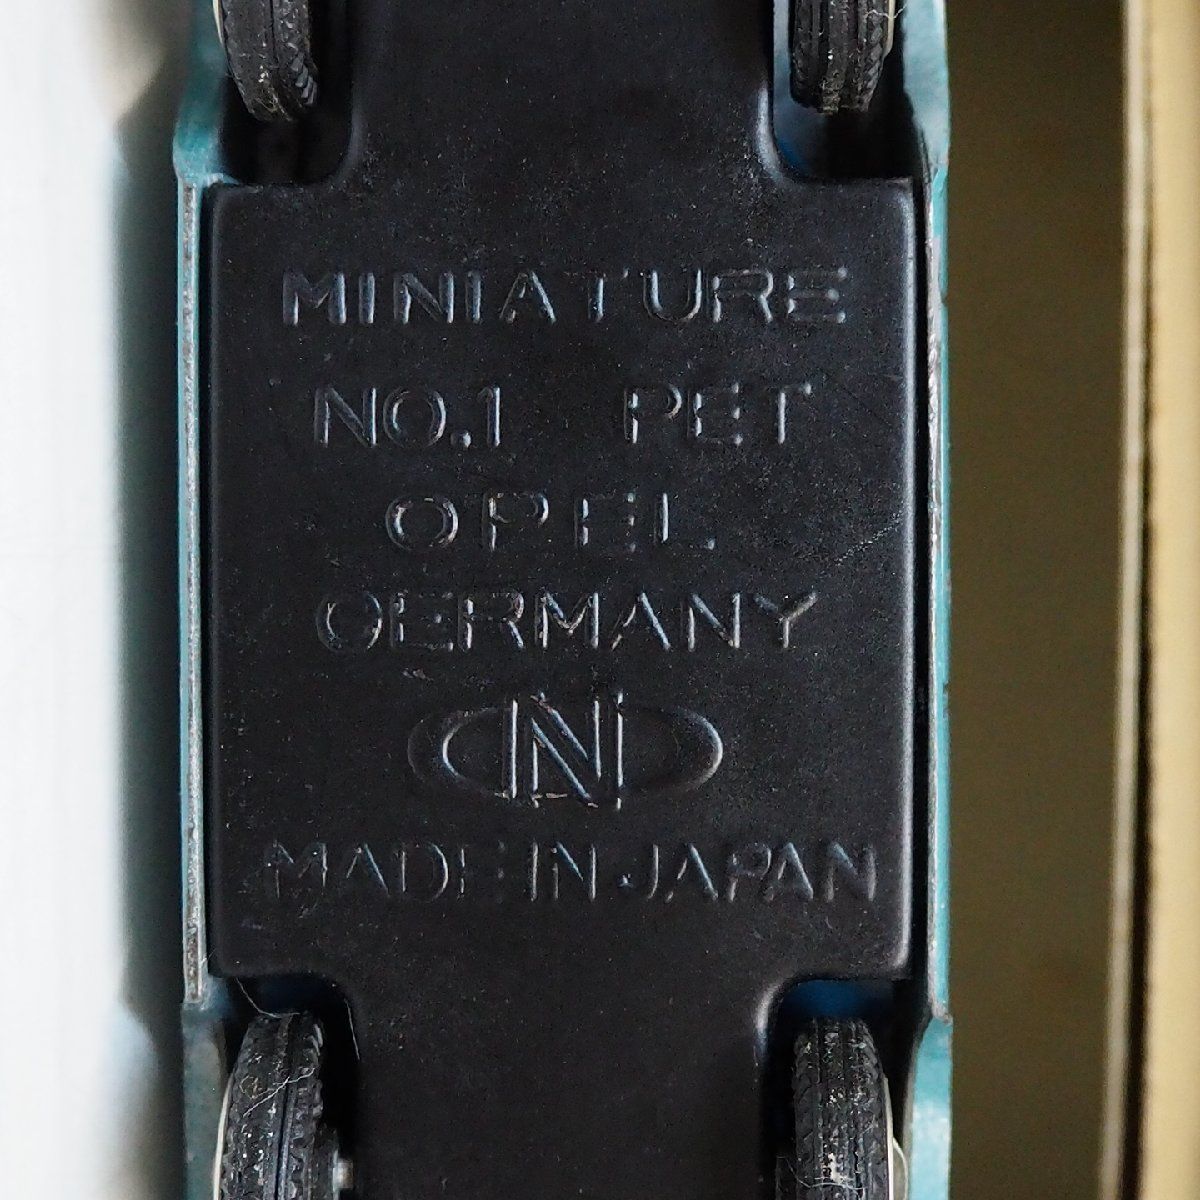 MINIATURE
NO.1 PET
OPEL
GERMANY
N
MADE IN JAPAN